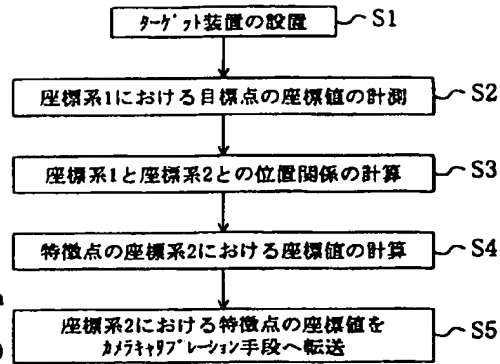 ﾀｰｹﾞｯﾄ装置の設置 S1
座標系1における目標点の座標値の計測 S2
座標系1と座標系2との位置関係の計算 S3
特徴点の座標系2における座標値の計算 S4
座標系2における特徴点の座標値を
ｶﾒﾗｷｬﾘﾌﾞﾚｰｼｮﾝ手段へ転送 S5